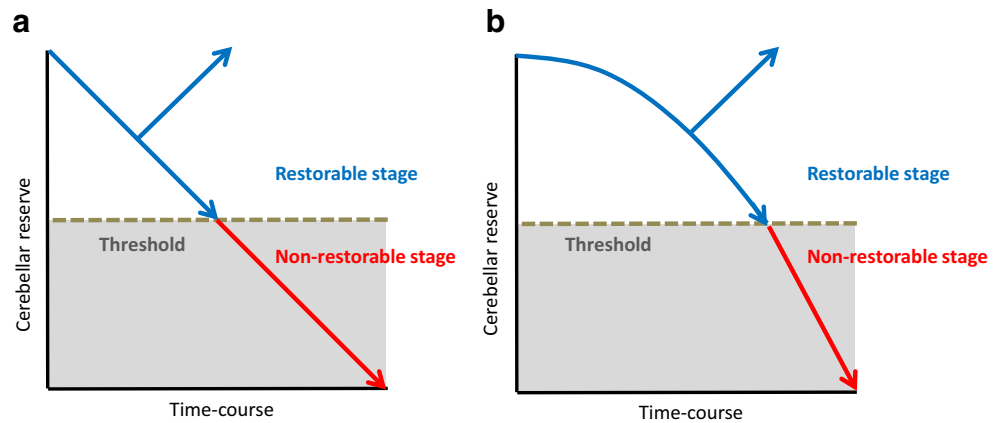 a
Cerebellar reserve
Restorable stage
Threshold
Non-restorable stage
Time-course
b
Cerebellar reserve
Restorable stage
Threshold
Non-restorable stage
Time-course